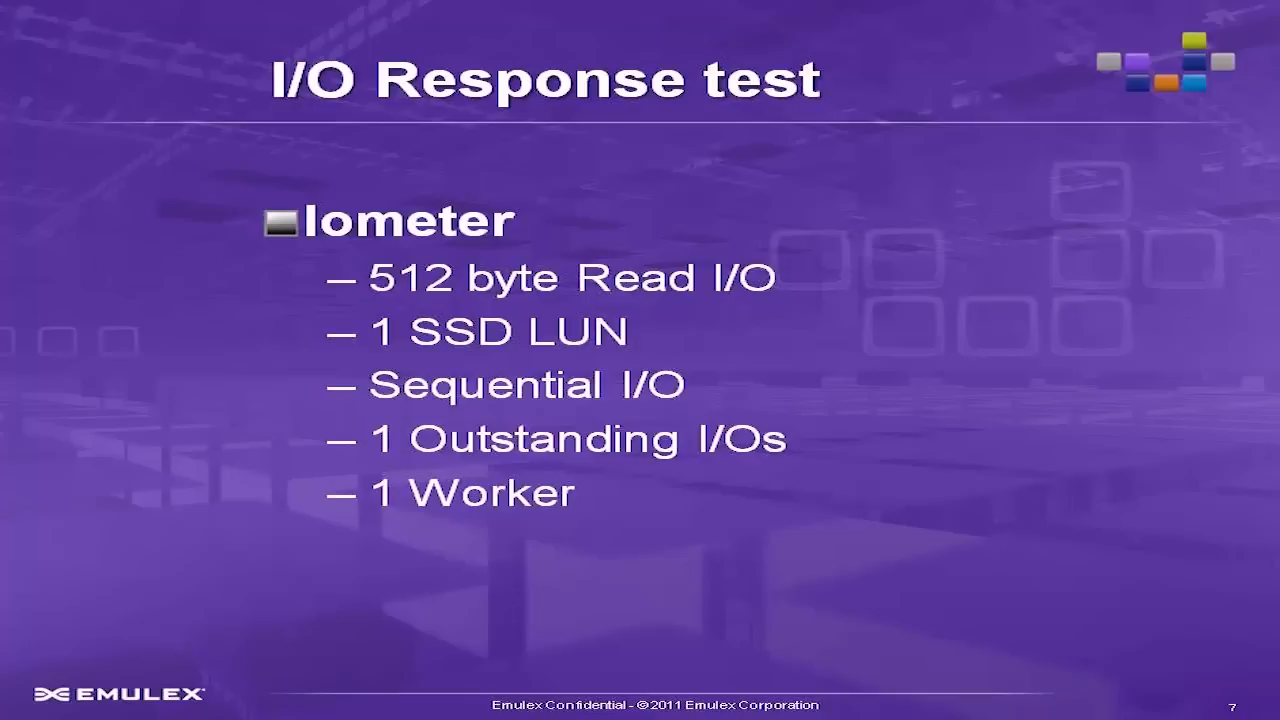 I/O Response test
Iometer
– 512 byte Read I/O
– 1 SSD LUN
– Sequential I/O
– 1 Outstanding I/Os
– 1 Worker
EMULEX
Emulex Confidential - © 2011 Emulex Corporation
7